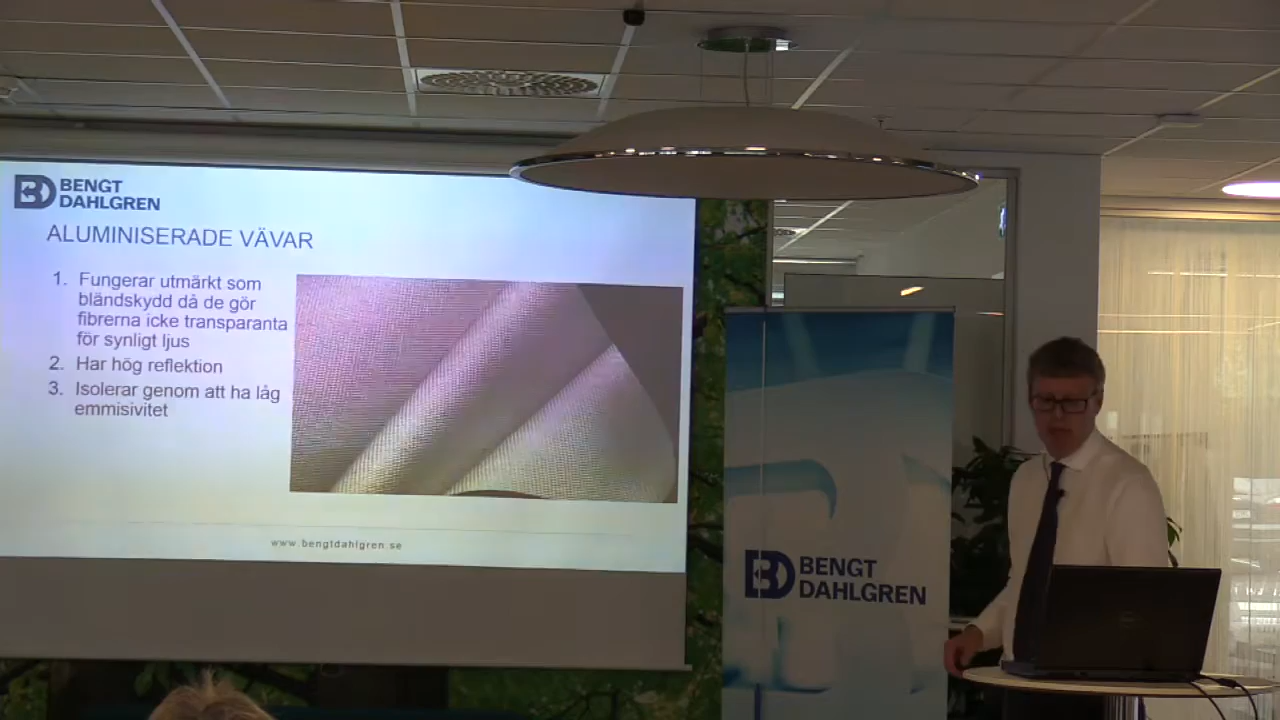 BENGT
DAHLGREN
ALUMINISERADE VÄVAR
1. Fungerar utmärkt som
bländskydd då de gör
fibrerna icke transparanta
för synligt ljus
2. Har hög reflektion
3. Isolerar genom att ha låg
emmisivitet
www.bengtdahlgren.se
BENGT
DAHLGREN